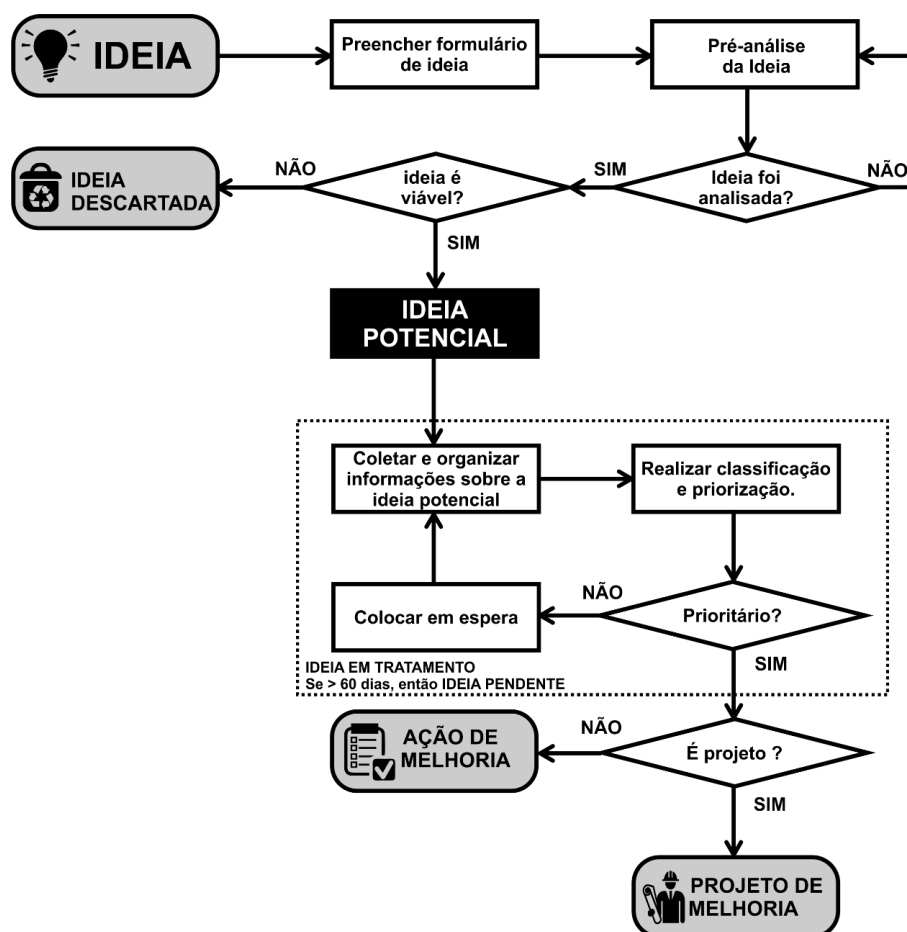 IDEIA
Preencher formulário
de ideia
Pré-análise
da Ideia
IDEIA
DESCARTADA
NÃO
ideia é
viável?
SIM
Ideia foi
analisada?
NÃO
SIM
IDEIA
POTENCIAL
Coletar e organizar
informações sobre a
ideia potencial
Realizar classificação
e priorização.
Colocar em espera
NÃO
Prioritário?
IDEIA EM TRATAMENTO
Se > 60 dias, então IDEIA PENDENTE
SIM
AÇÃO DE
MELHORIA
NÃO
É projeto ?
SIM
PROJETO DE
MELHORIA